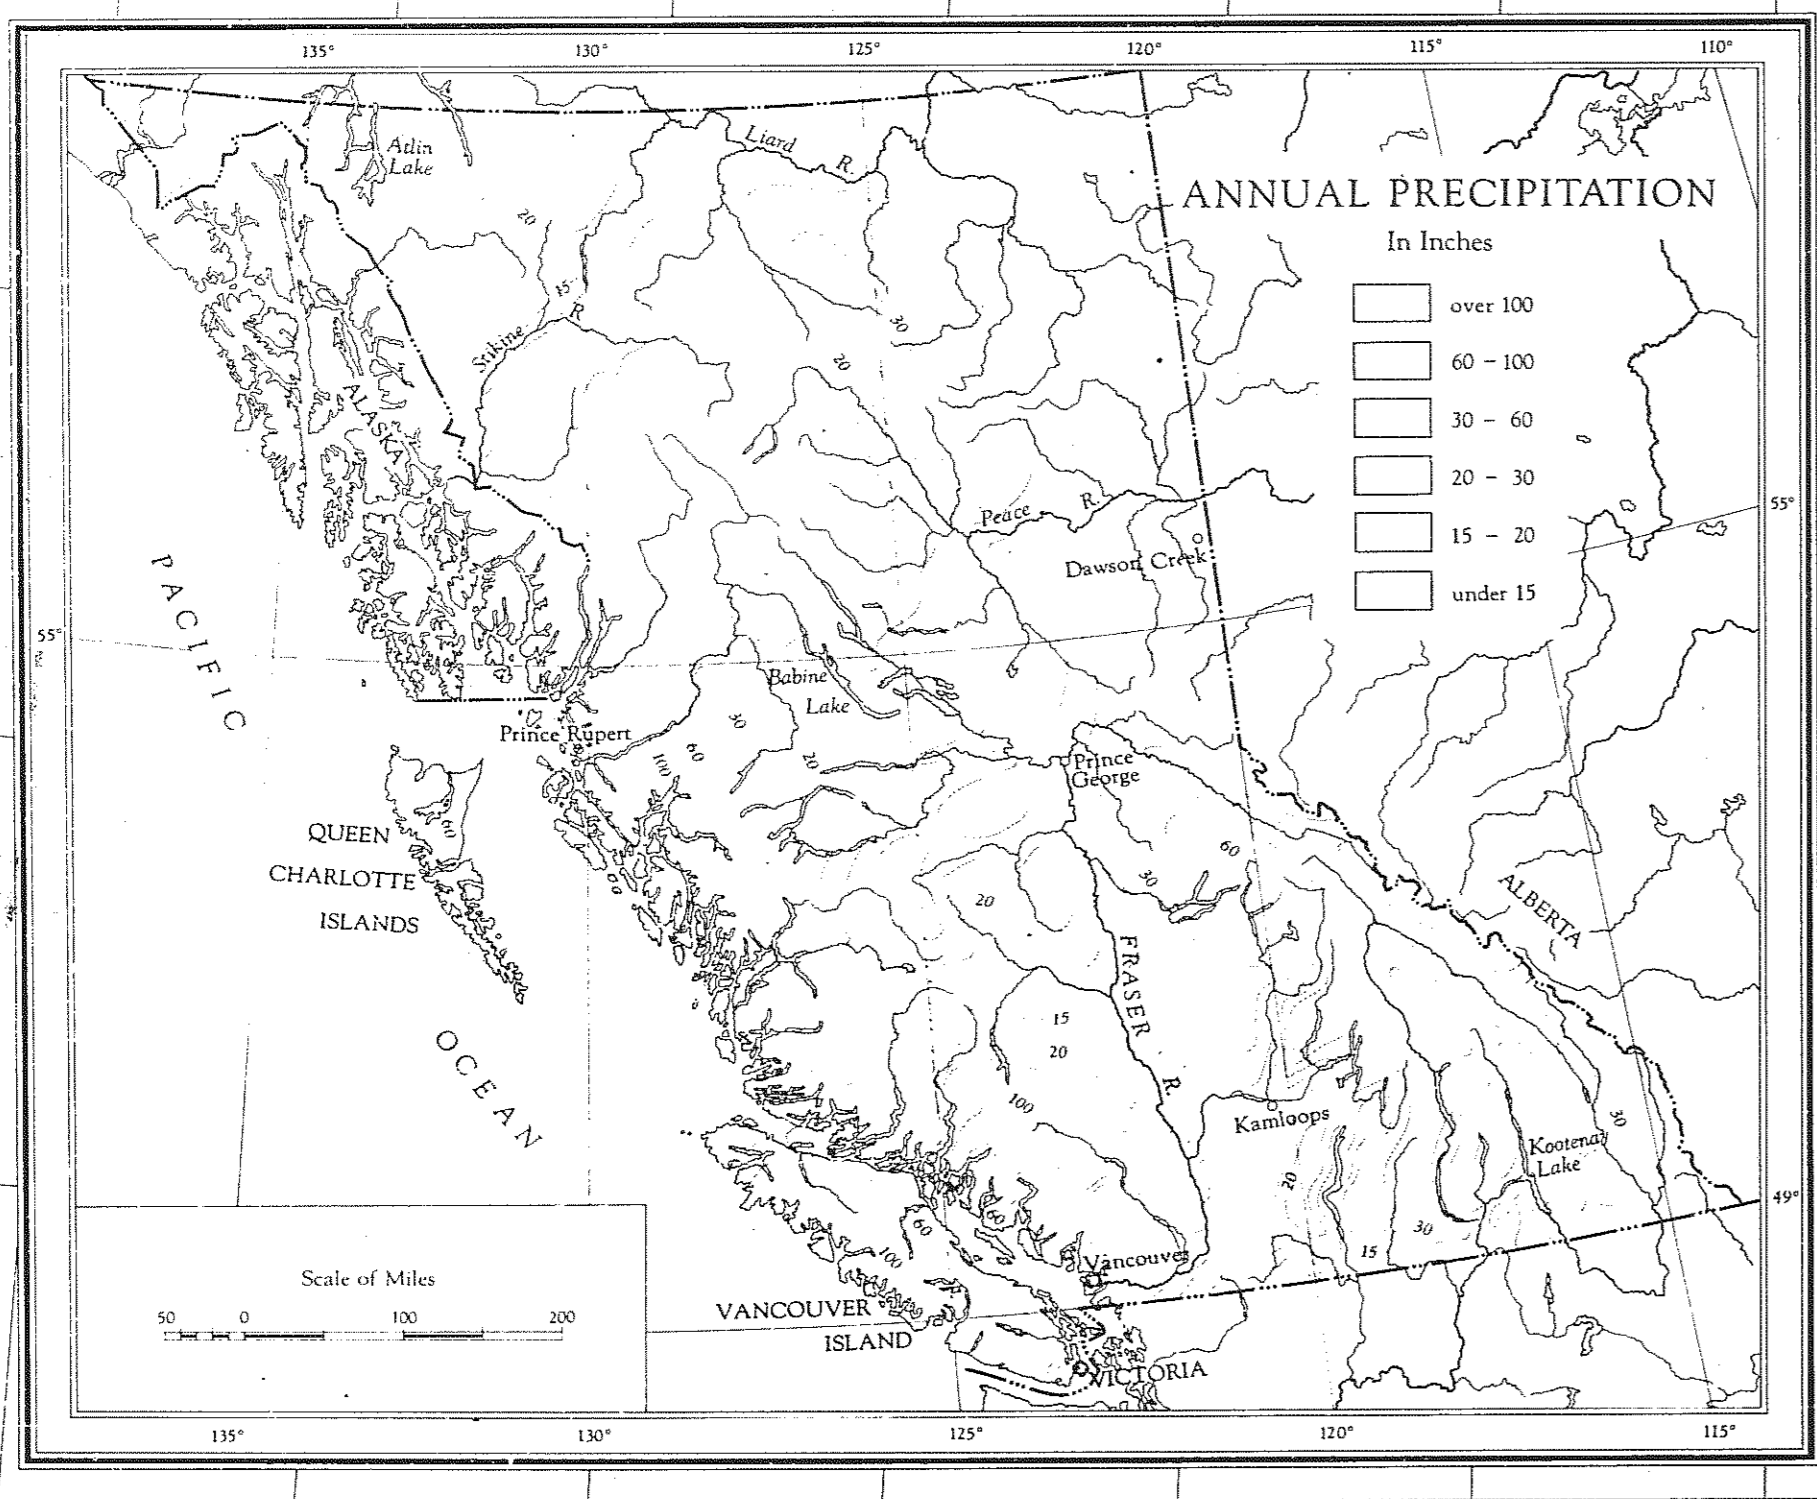 135°
130°
125°
120°
115°
110°
Atlin
Lake
Liard
R.
ANNUAL PRECIPITATION
In Inches
over 100
60 - 100
30 - 60
20 - 30
15 - 20
under 15
20
15
R
Stikine
30
20
ALASKA
Peace
R.
Dawson Creek
55°
55°
PACIFIC
OCEAN
Babine
Lake
30
60
100
20
Prince Rupert
Prince
George
60
QUEEN
CHARLOTTE
ISLANDS
60
30
20
ALBERTA
FRASER
R.
15
20
100
Kamloops
30
Kootenay
Lake
20
30
15
49°
60
60
100
Vancouver
VANCOUVER
ISLAND
VICTORIA
Scale of Miles
50 0 100 200
135°
130°
125°
120°
115°